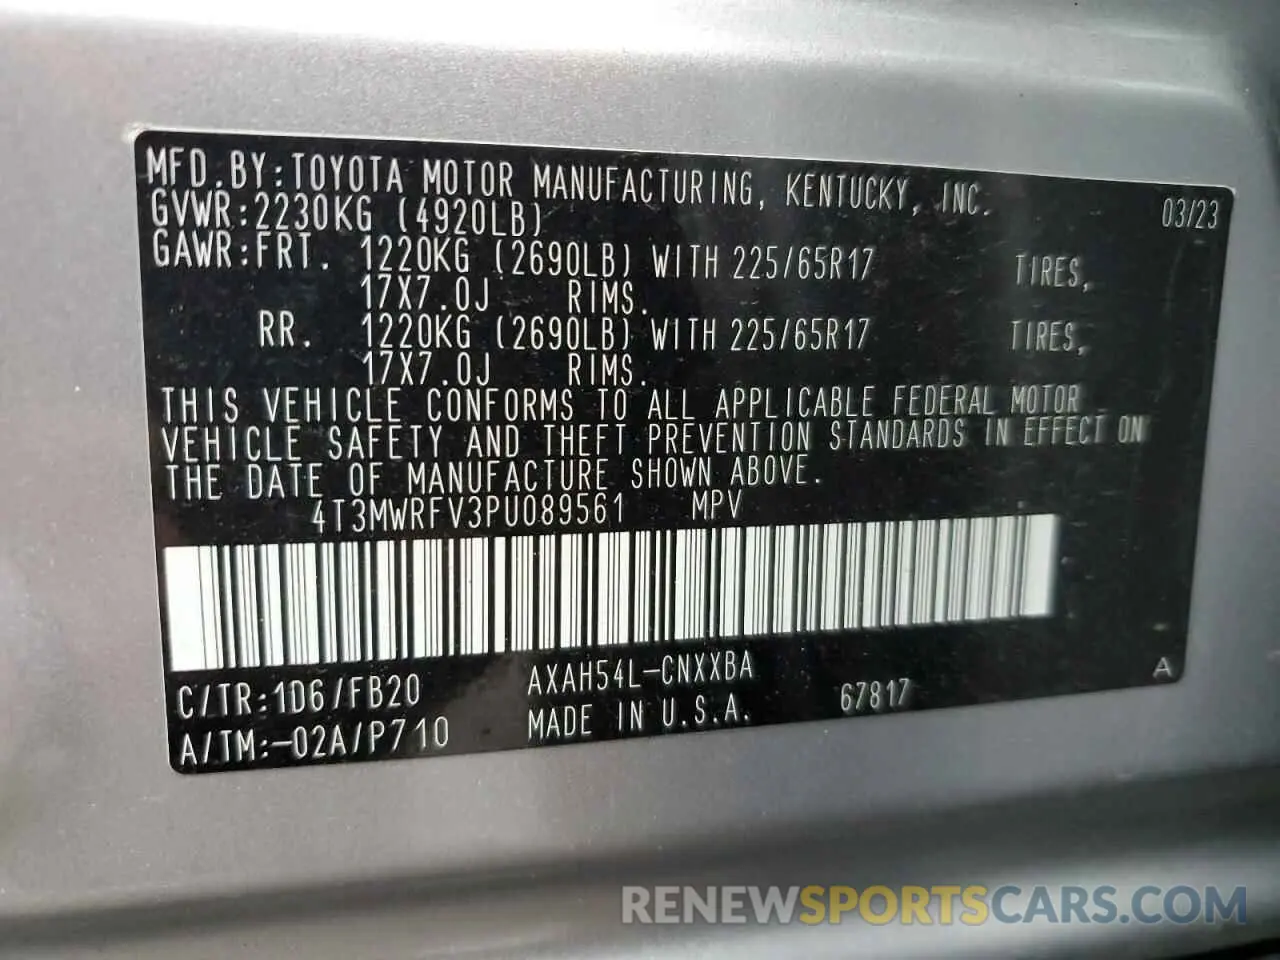 MFD.BY:TOYOTA MOTOR MANUFACTURING, KENTUCKY, INC. 03/23
GVWR:2230KG (4920LB)
GAWR:FRT. 1220KG (2690LB) WITH 225/65R17 TIRES,
17X7.0J RIMS.
RR. 1220KG (2690LB) WITH 225/65R17 TIRES,
17X7.0J RIMS.
THIS VEHICLE CONFORMS TO ALL APPLICABLE FEDERAL MOTOR
VEHICLE SAFETY AND THEFT PREVENTION STANDARDS IN EFFECT ON
THE DATE OF MANUFACTURE SHOWN ABOVE.
4T3MWRFV3PU089561 MPV
C/TR:1D6/FB20 AXAH54L-CNXXBA A
A/TM:-02A/P710 MADE IN U.S.A. 67817
RENEWSPORTSCARS.COM